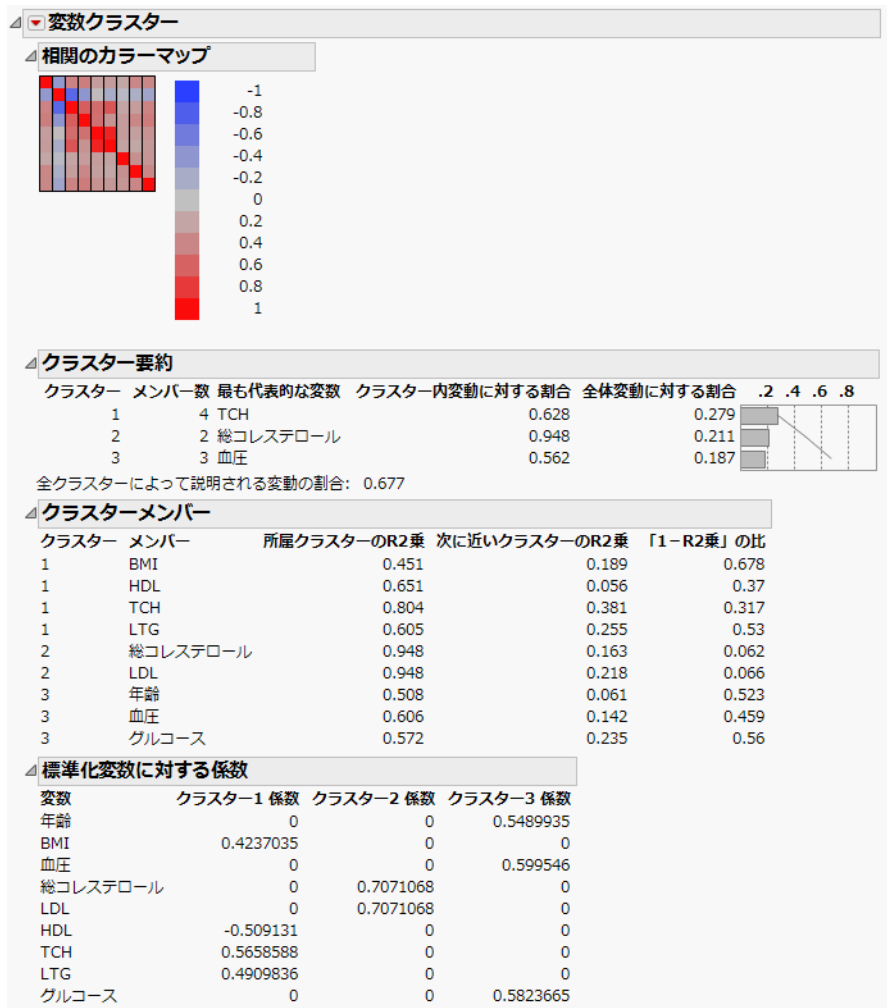 変数クラスター
相関のカラーマップ
-1
-0.8
-0.6
-0.4
-0.2
0
0.2
0.4
0.6
0.8
1
クラスター要約
クラスター メンバー数 最も代表的な変数 クラスター内変動に対する割合 全体変動に対する割合 .2 .4 .6 .8
1 4 TCH 0.628 0.279
2 2 総コレステロール 0.948 0.211
3 3 血圧 0.562 0.187
全クラスターによって説明される変動の割合: 0.677
クラスターメンバー
クラスター メンバー 所属クラスターのR2乗 次に近いクラスターのR2乗 「1-R2乗」の比
1 BMI 0.451 0.189 0.678
1 HDL 0.651 0.056 0.37
1 TCH 0.804 0.381 0.317
1 LTG 0.605 0.255 0.53
2 総コレステロール 0.948 0.163 0.062
2 LDL 0.948 0.218 0.066
3 年齢 0.508 0.061 0.523
3 血圧 0.606 0.142 0.459
3 グルコース 0.572 0.235 0.56
標準化変数に対する係数
変数 クラスター1 係数 クラスター2 係数 クラスター3 係数
年齢 0 0 0.5489935
BMI 0.4237035 0 0
血圧 0 0 0.599546
総コレステロール 0 0.7071068 0
LDL 0 0.7071068 0
HDL -0.509131 0 0
TCH 0.5658588 0 0
LTG 0.4909836 0 0
グルコース 0 0 0.5823665